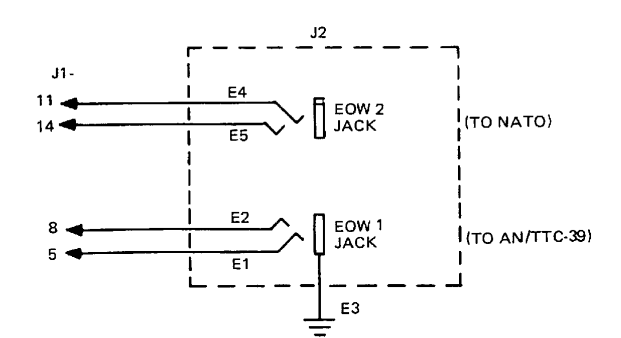 J2
J1-
11
E4
EOW 2
JACK
14
E5
(TO NATO)
8
E2
EOW 1
JACK
5
E1
(TO AN/TTC-39)
E3